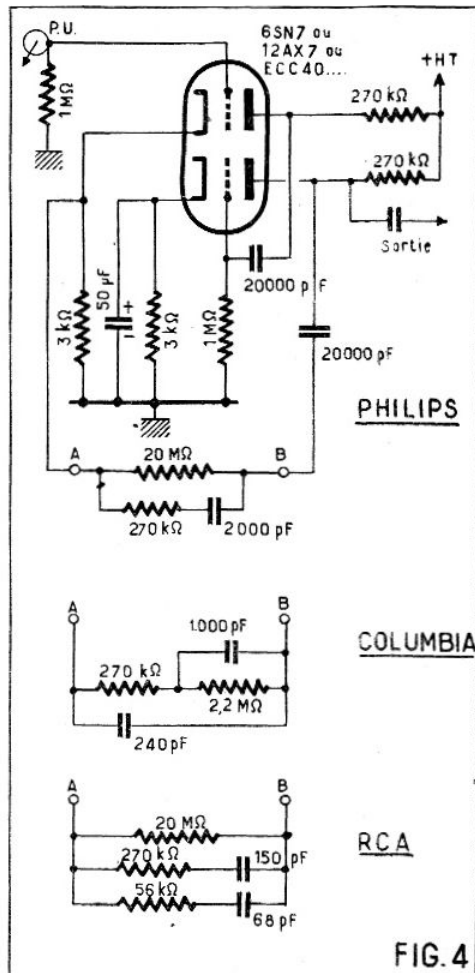 P.U.
6SN7 ou
12AX7 ou
ECC40....
+HT
1MΩ
270 kΩ
270 kΩ
Sortie
20000 pF
3 kΩ
50 µF
+
-
3 kΩ
1 MΩ
20000 pF
PHILIPS
A
B
20 MΩ
270 kΩ
2000 pF
A
B
1.000 pF
COLUMBIA
270 kΩ
2,2 MΩ
240 pF
A
B
20 MΩ
RCA
270 kΩ
150 pF
56 kΩ
68 pF
FIG. 4